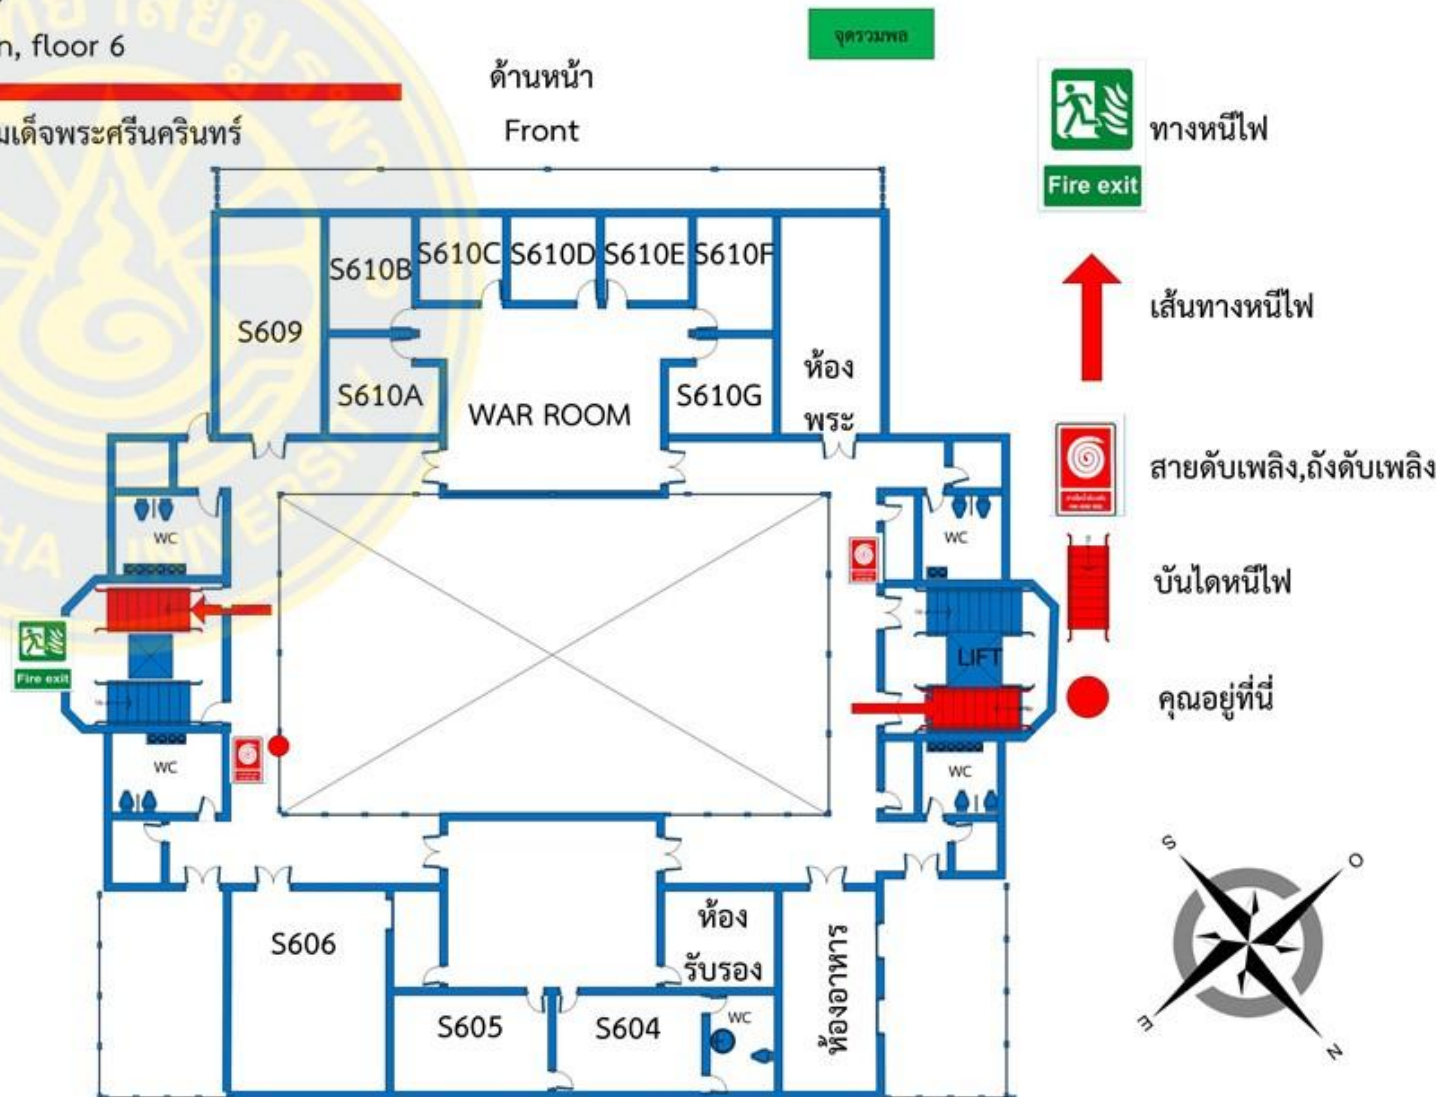 n, floor 6
มเด็จพระศรีนครินทร์
ด้านหน้า
Front
จุดรวมพล
ทางหนีไฟ
Fire exit
เส้นทางหนีไฟ
สายดับเพลิง,ถังดับเพลิง
บันไดหนีไฟ
คุณอยู่ที่นี่
S609
S610B
S610C
S610D
S610E
S610F
S610A
WAR ROOM
S610G
ห้อง
พระ
WC
WC
Fire exit
LIFT
WC
WC
S606
S605
S604
WC
ห้อง
รับรอง
ห้องอาหาร
S
O
E
N